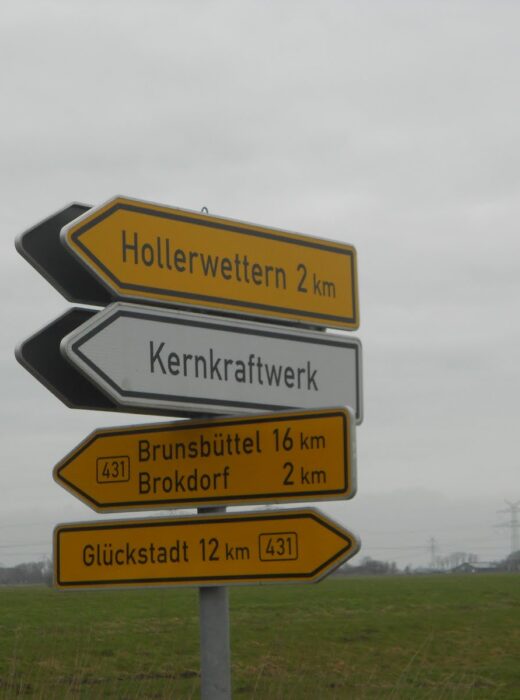 Hollerwettern 2 km
Kernkraftwerk
431 Brunsbüttel 16 km
Brokdorf 2 km
Glückstadt 12 km 431